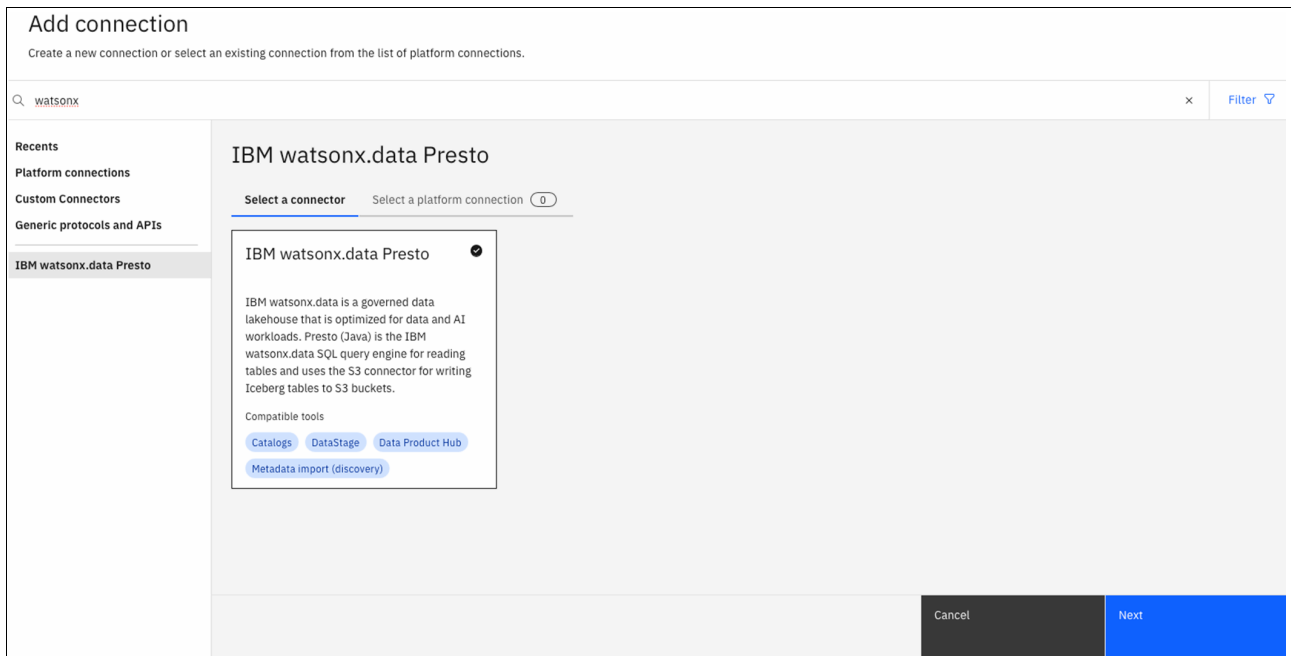 Add connection
Create a new connection or select an existing connection from the list of platform connections.
watsonx
Filter
Recents
Platform connections
Custom Connectors
Generic protocols and APIs
IBM watsonx.data Presto
IBM watsonx.data Presto
Select a connector
Select a platform connection 0
IBM watsonx.data Presto
IBM watsonx.data is a governed data
lakehouse that is optimized for data and AI
workloads. Presto (Java) is the IBM
watsonx.data SQL query engine for reading
tables and uses the S3 connector for writing
Iceberg tables to S3 buckets.
Compatible tools
Catalogs DataStage Data Product Hub
Metadata import (discovery)
Cancel
Next